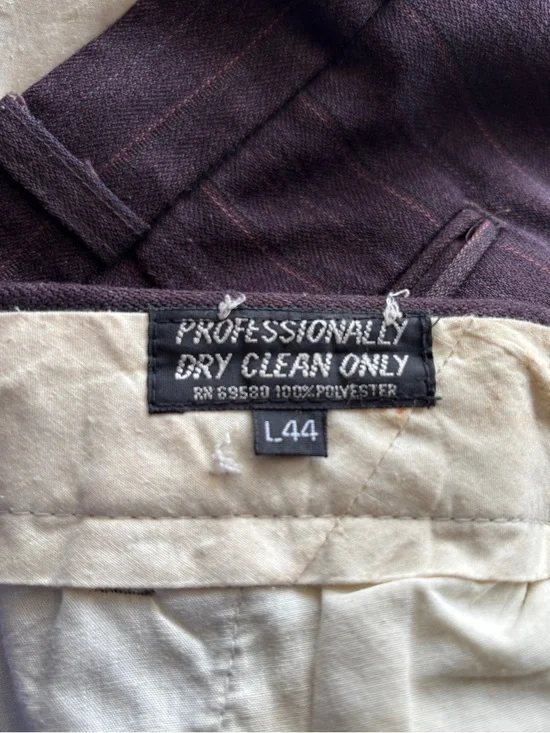 PROFESSIONALLY
DRY CLEAN ONLY
RN 69580 100% POLYESTER
L44